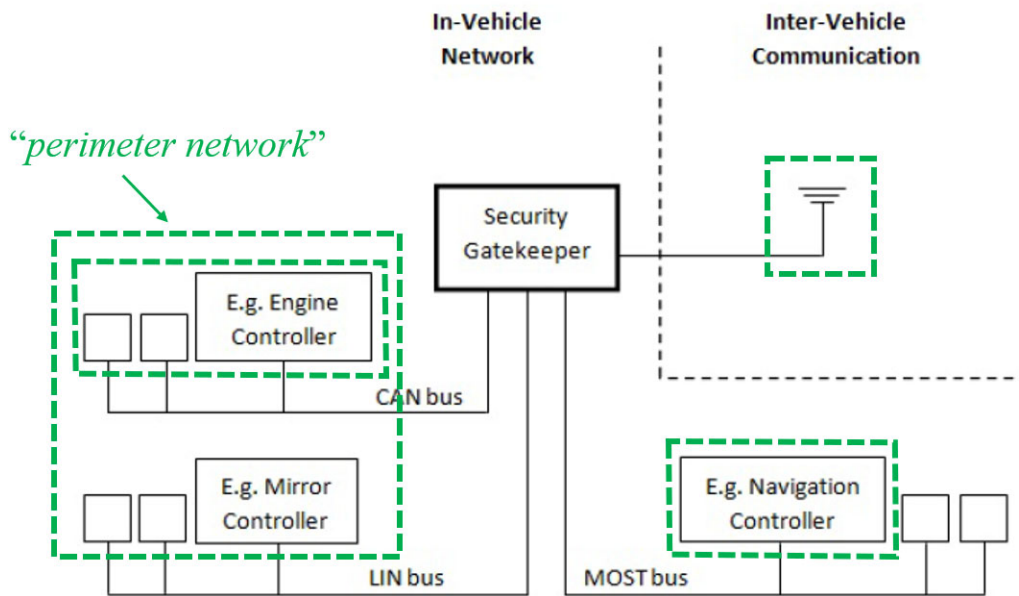 In-Vehicle
Network
Inter-Vehicle
Communication
“perimeter network”
Security
Gatekeeper
E.g. Engine
Controller
CAN bus
E.g. Mirror
Controller
E.g. Navigation
Controller
LIN bus
MOST bus